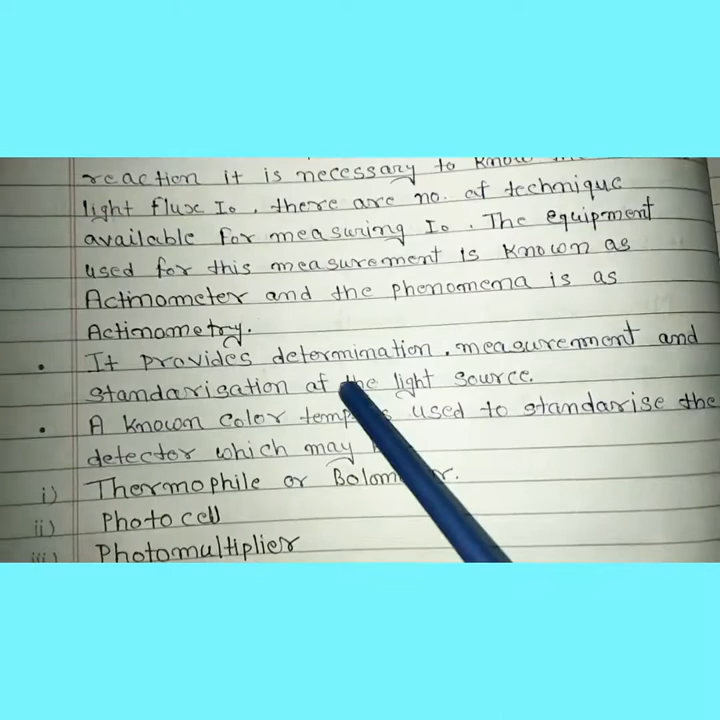 reaction it is necessary to know
light flux Io. there are no. of technique
available for measuring Io. The equipment
used for this measurement is known as
Actinometer and the phenomena is as
Actinometry.
• It provides determination, measurement and
standarisation of the light source.
• A known color temp used to standarise the
detector which may
i) Thermophile or
ii) Photocell
iii) Photomultiplier